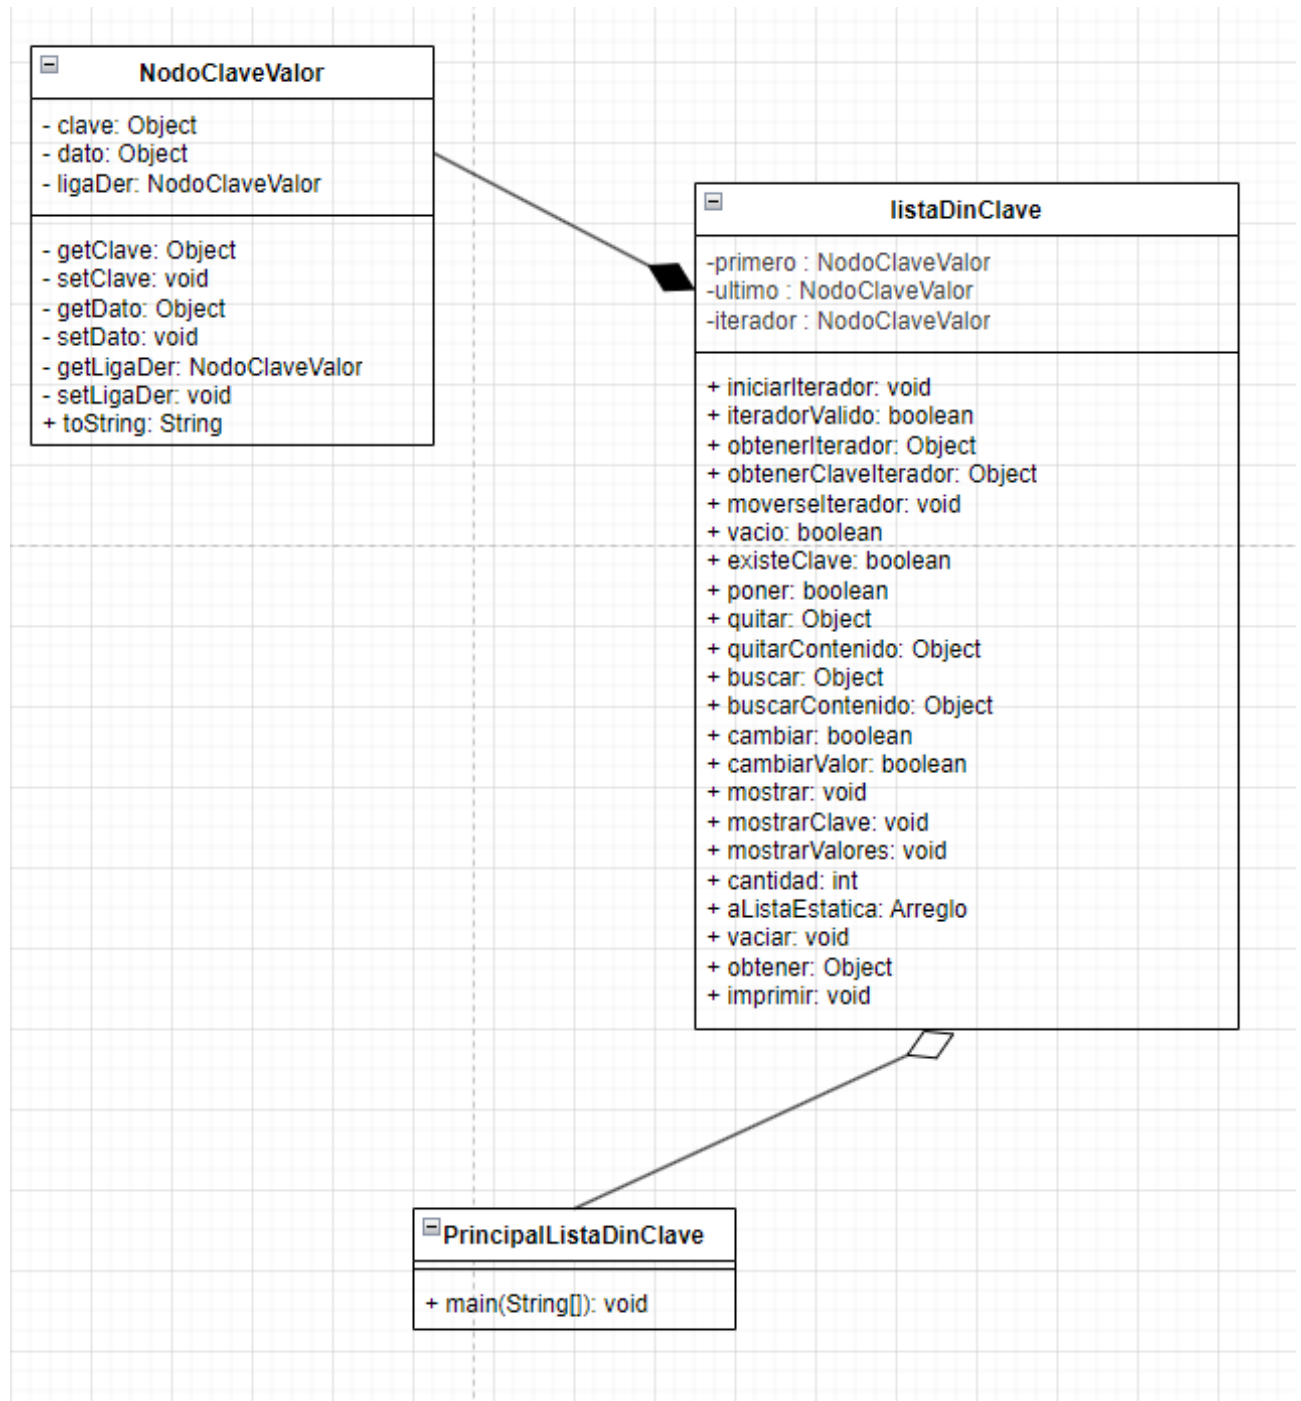 NodoClaveValor
- clave: Object
- dato: Object
- ligaDer: NodoClaveValor
- getClave: Object
- setClave: void
- getDato: Object
- setDato: void
- getLigaDer: NodoClaveValor
- setLigaDer: void
+ toString: String
listaDinClave
-primero : NodoClaveValor
-ultimo : NodoClaveValor
-iterador : NodoClaveValor
+ iniciarIterador: void
+ iteradorValido: boolean
+ obtenerIterador: Object
+ obtenerClaveIterador: Object
+ moverseIterador: void
+ vacio: boolean
+ existeClave: boolean
+ poner: boolean
+ quitar: Object
+ quitarContenido: Object
+ buscar: Object
+ buscarContenido: Object
+ cambiar: boolean
+ cambiarValor: boolean
+ mostrar: void
+ mostrarClave: void
+ mostrarValores: void
+ cantidad: int
+ aListaEstatica: Arreglo
+ vaciar: void
+ obtener: Object
+ imprimir: void
PrincipalListaDinClave
+ main(String[]): void